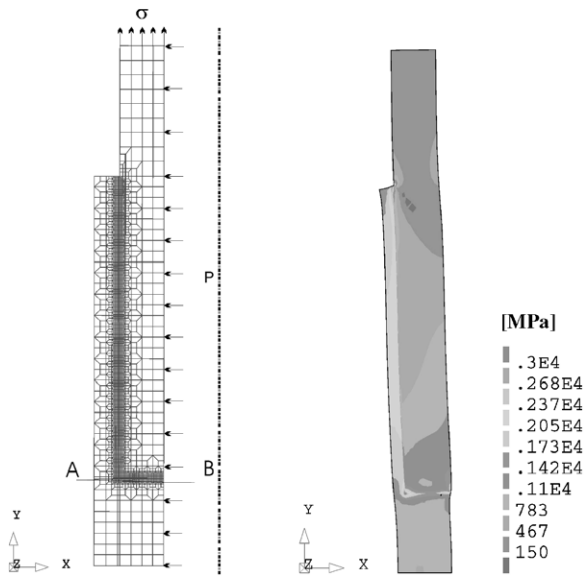 σ
P
A
B
Y
Z
X
Y
Z
X
[MPa]
.3E4
.268E4
.237E4
.205E4
.173E4
.142E4
.11E4
783
467
150